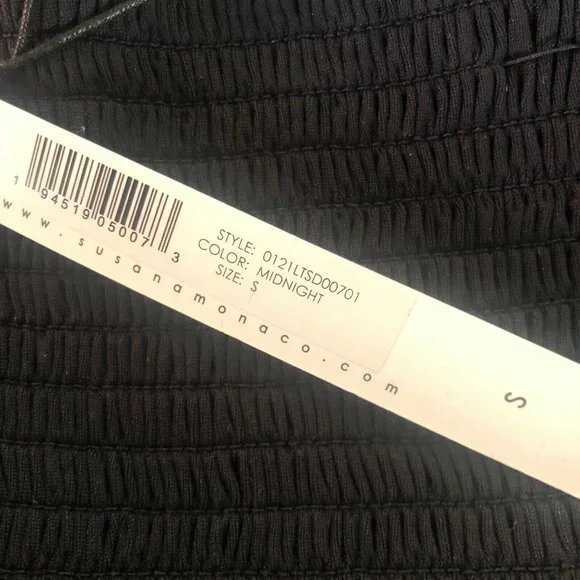 1 94519 05007 3
STYLE: 0121LTSD00701
COLOR: MIDNIGHT
SIZE: S
www.susanamonaco.com
S